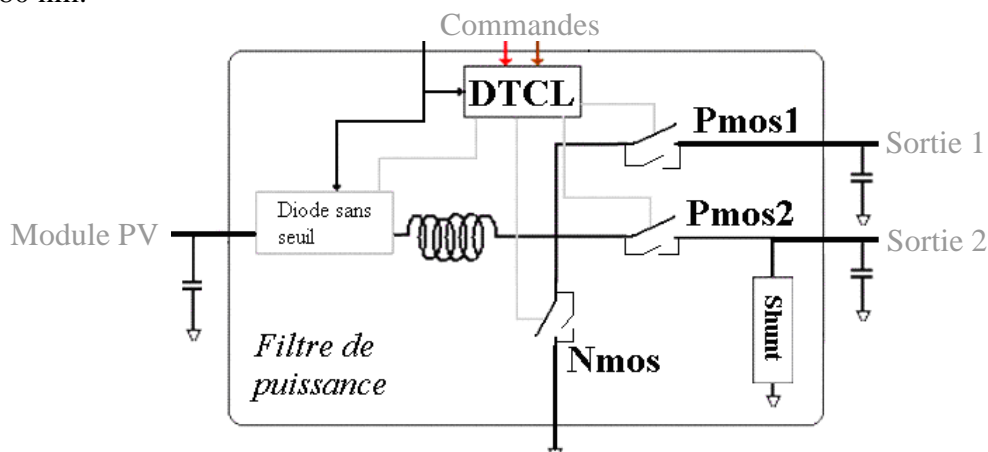 Commandes
DTCL
Pmos1
Sortie 1
Diode sans
seuil
Module PV
Pmos2
Sortie 2
Shunt
Filtre de
puissance
Nmos